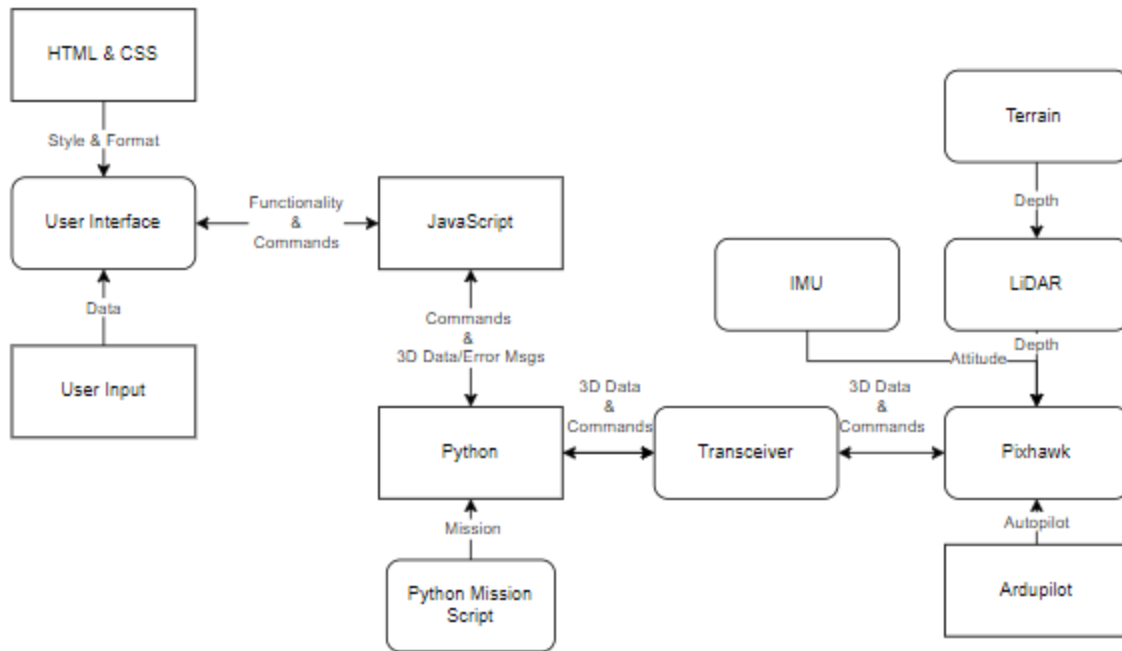 HTML & CSS
Style & Format
User Interface
Data
User Input
Functionality
&
Commands
JavaScript
Commands
&
3D Data/Error Msgs
Python
Mission
Python Mission
Script
3D Data
&
Commands
Transceiver
3D Data
&
Commands
Terrain
Depth
LiDAR
Depth
IMU
Attitude
Pixhawk
Autopilot
Ardupilot